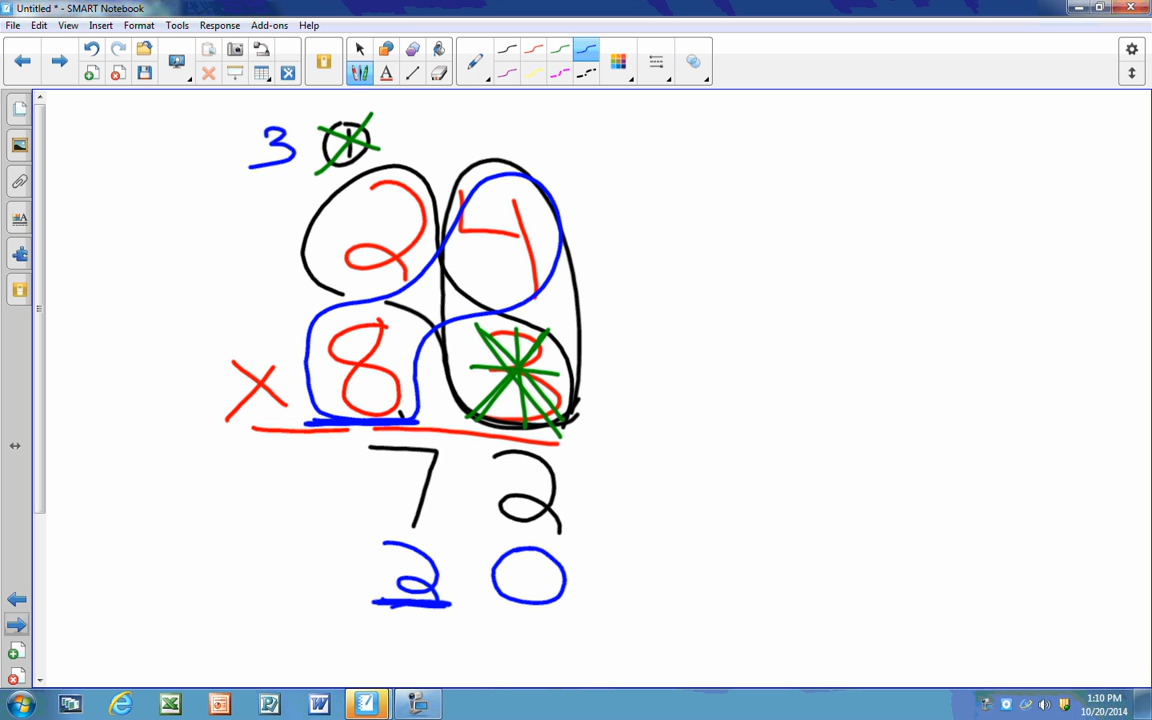 Untitled * - SMART Notebook
File Edit View Insert Format Tools Response Add-ons Help
3 1
24
× 83
72
20
1:10 PM
10/20/2014